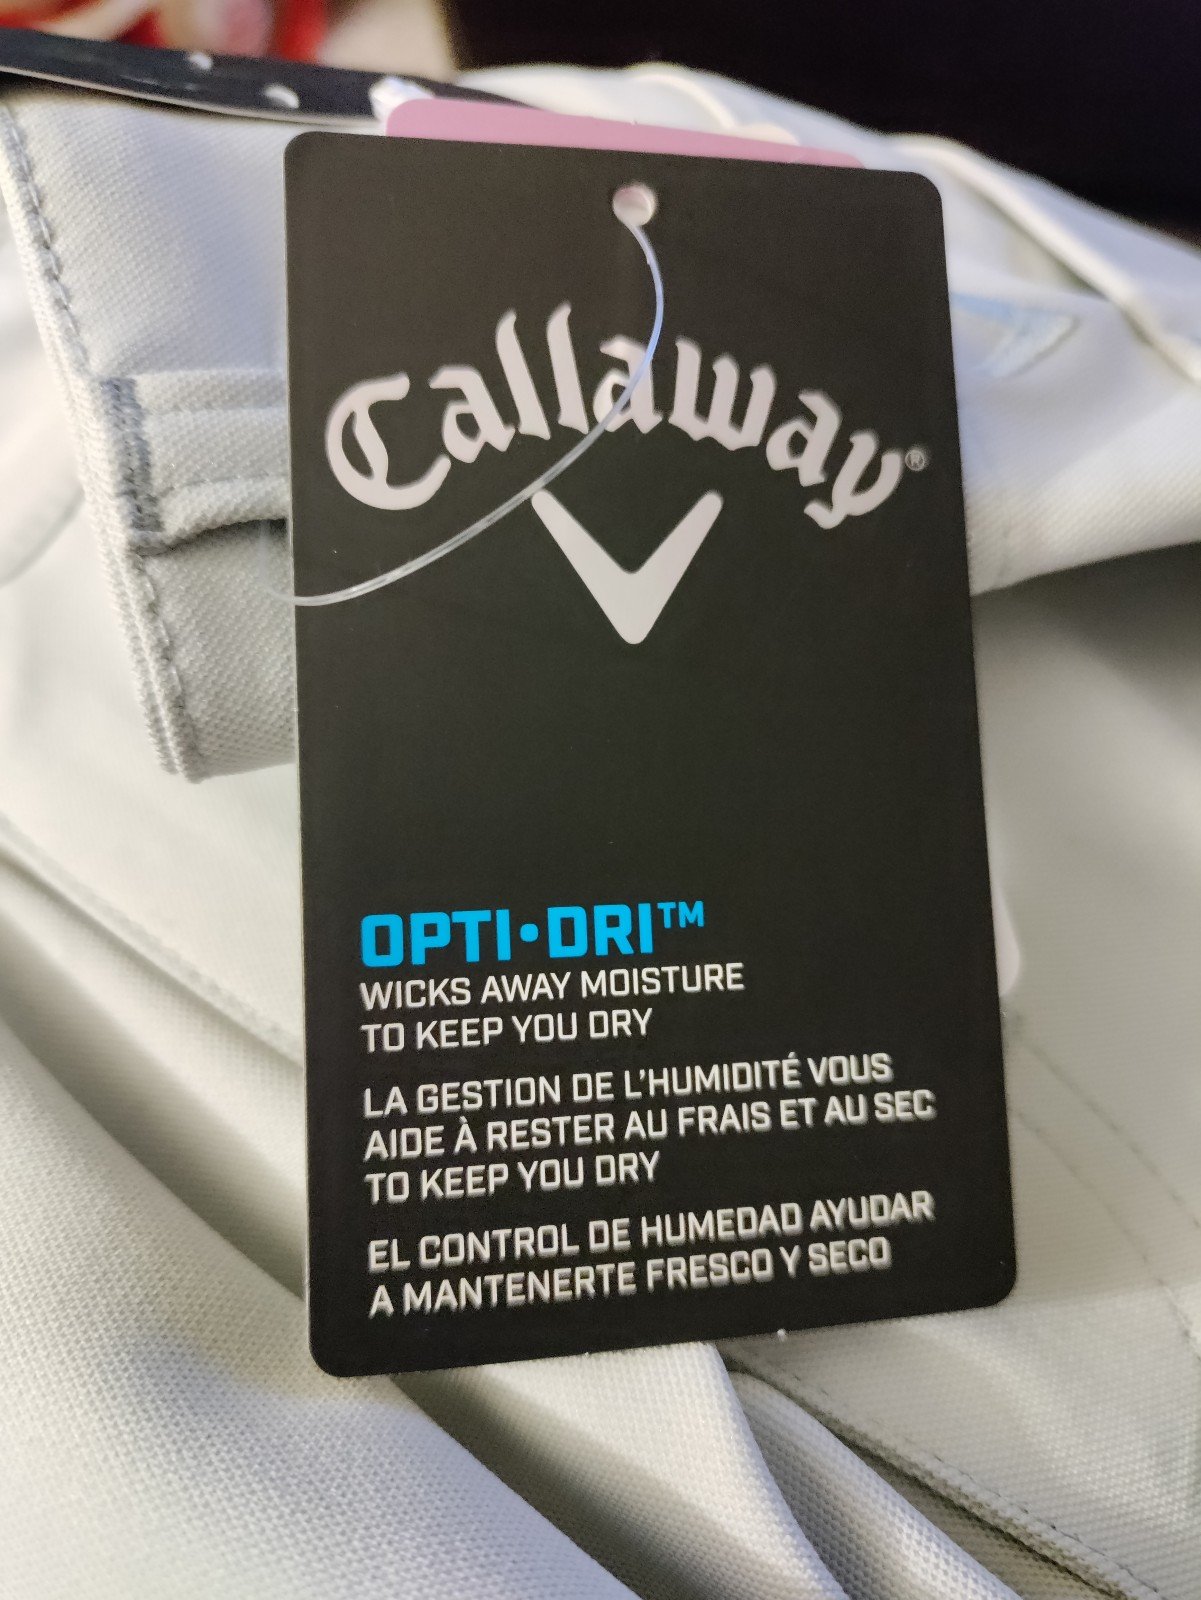 Callaway®
OPTI•DRI™
WICKS AWAY MOISTURE
TO KEEP YOU DRY
LA GESTION DE L'HUMIDITÉ VOUS
AIDE À RESTER AU FRAIS ET AU SEC
TO KEEP YOU DRY
EL CONTROL DE HUMEDAD AYUDAR
A MANTENERTE FRESCO Y SECO